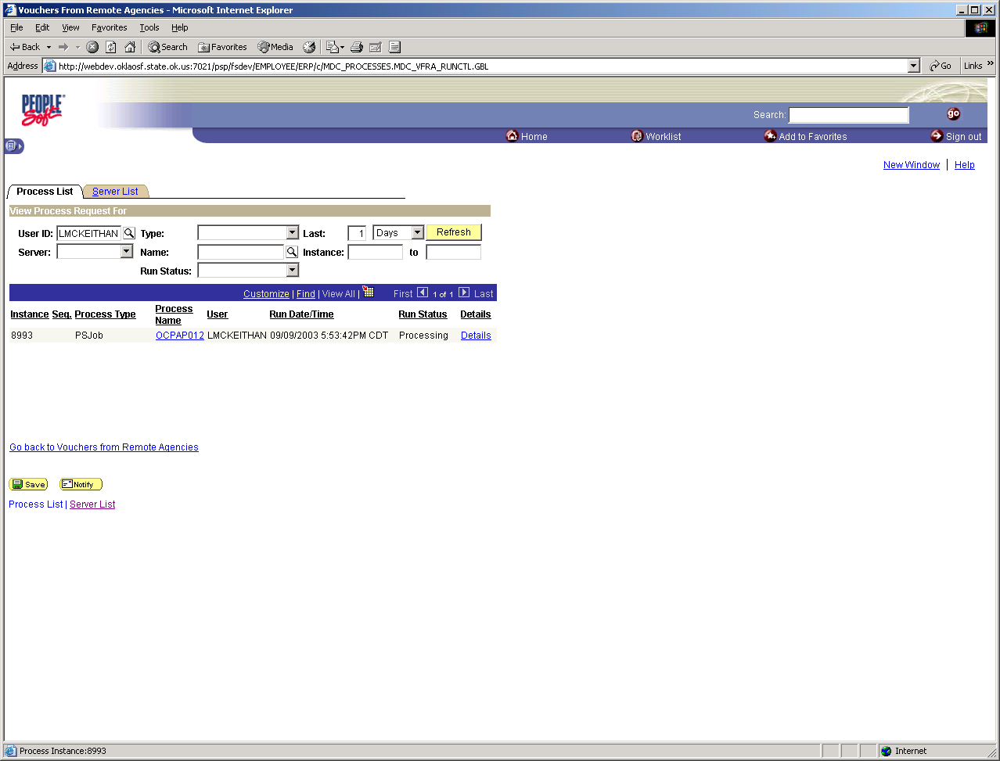 Vouchers From Remote Agencies - Microsoft Internet Explorer
File Edit View Favorites Tools Help
Back Search Favorites Media
Address http://webdev.oklaosf.state.ok.us:7021/psp/fsdev/EMPLOYEE/ERP/c/MDC_PROCESSES.MDC_VFRA_RUNCTL.GBL Go Links »
PEOPLE
Soft
Search: go
Home Worklist Add to Favorites Sign out
New Window | Help
Process List Server List
View Process Request For
User ID: LMCKEITHAN Type: Last: 1 Days Refresh
Server: Name: Instance: to
Run Status:
Customize | Find | View All | First 1 of 1 Last
Instance Seq. Process Type Process Name User Run Date/Time Run Status Details
8993 PSJob OCPAP012 LMCKEITHAN 09/09/2003 5:53:42PM CDT Processing Details
Go back to Vouchers from Remote Agencies
Save Notify
Process List | Server List
Process Instance:8993 Internet